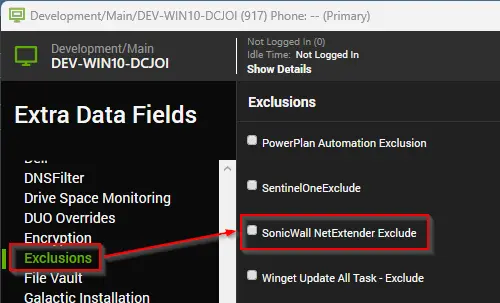 Development/Main/DEV-WIN10-DCJOI (917) Phone: -- (Primary)
Development/Main
DEV-WIN10-DCJOI
Not Logged In (0)
Idle Time: Not Logged In
Show Details
Extra Data Fields
DNSFilter
Drive Space Monitoring
DUO Overrides
Encryption
Exclusions
File Vault
Galactic Installation
Exclusions
PowerPlan Automation Exclusion
SentinelOneExclude
SonicWall NetExtender Exclude
Winget Update All Task - Exclude